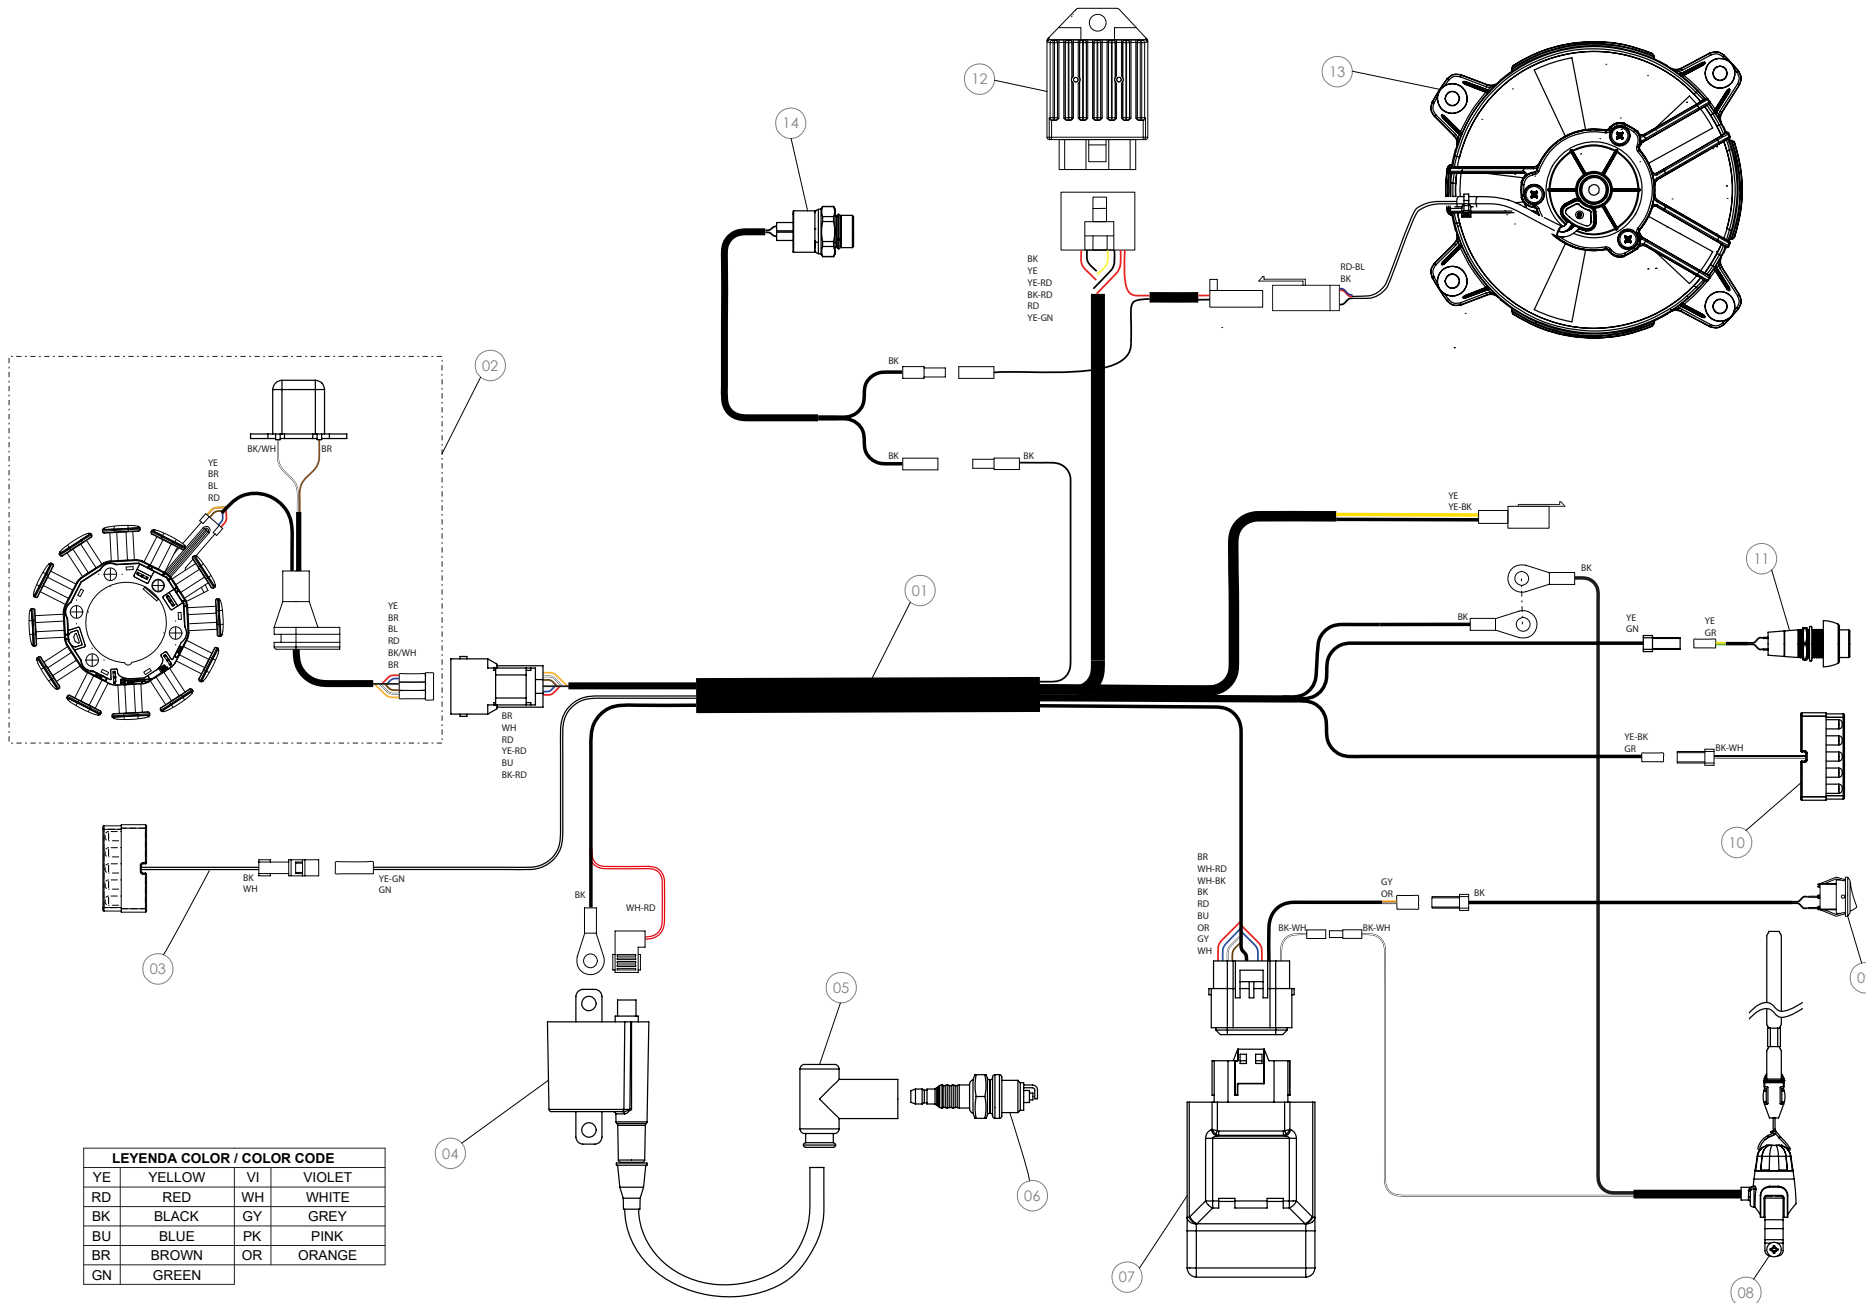 12
13
14
BK
YE
YE-RD
BK-RD
RD
YE-GN
RD-BL
BK
02
BK
BK/WH
BR
YE
BR
BL
RD
BK
BK
YE
YE-BK
11
01
BK
BK
YE
BR
BL
RD
BK/WH
BR
YE
GN
YE
GR
BR
WH
RD
YE-RD
BU
BK-RD
YE-BK
GR
BK-WH
10
BK
WH
YE-GN
GN
BK
WH-RD
BR
WH-RD
WH-BK
BK
RD
BU
OR
GY
WH
GY
OR
BK
BK-WH
BK-WH
03
05
04
06
07
08
LEYENDA COLOR / COLOR CODE
YE YELLOW VI VIOLET
RD RED WH WHITE
BK BLACK GY GREY
BU BLUE PK PINK
BR BROWN OR ORANGE
GN GREEN